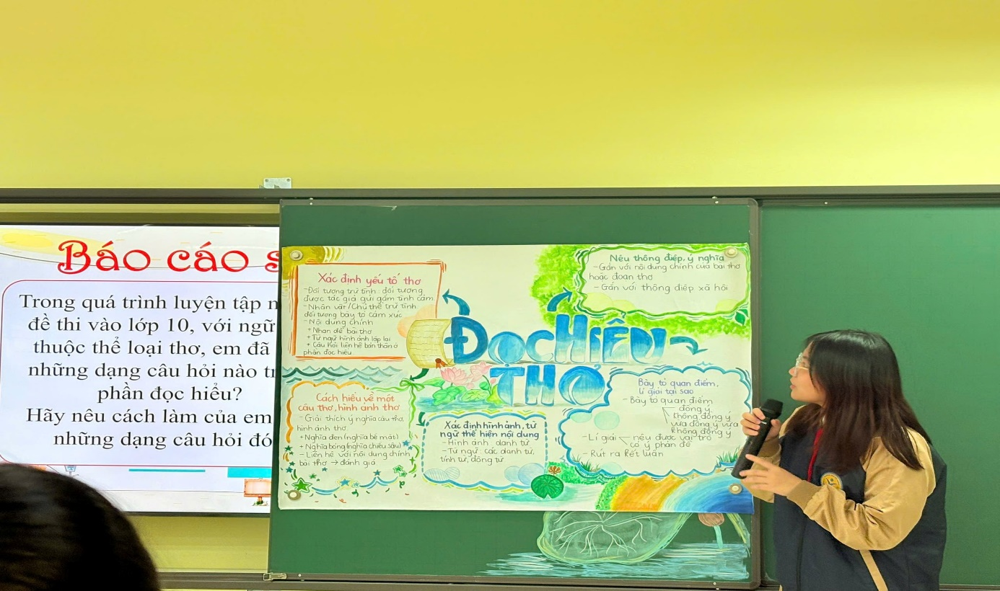 Báo cáo s
Trong quá trình luyện tập n
đề thi vào lớp 10, với ngữ
thuộc thể loại thơ, em đã
những dạng câu hỏi nào tr
phần đọc hiểu?
Hãy nêu cách làm của em
những dạng câu hỏi đó
ĐỌC HIỂU
THƠ
Xác định yếu tố thơ
-Đối tượng trữ tình: đối tượng
được tác giả gửi gắm tình cảm
-Nhân vật/Chủ thể trữ tình
đối tượng bày tỏ cảm xúc
-Nội dung chính
+Nhan đề bài thơ
+Từ ngữ hình ảnh lặp lại
+Câu hỏi liên hệ bản thân ở
phần đọc hiểu
Nêu thông điệp, ý nghĩa
-Gắn với nội dung chính của bài thơ
hoặc đoạn thơ
-Gắn với thông điệp xã hội
Cách hiểu về một
câu thơ, hình ảnh thơ
-Giải thích ý nghĩa câu thơ,
hình ảnh thơ
+Nghĩa đen (nghĩa bề mặt)
+Nghĩa bóng (nghĩa chiều sâu)
-Liên hệ với nội dung chính
bài thơ → đánh giá
Xác định hình ảnh, từ
ngữ thể hiện nội dung
-Hình ảnh: danh từ
-Từ ngữ: các danh từ,
tính từ, động từ
Bày tỏ quan điểm,
lí giải tại sao
-Bày tỏ quan điểm
đồng ý
không đồng ý
vừa đồng ý vừa
không đồng ý
-Lí giải nêu được vai trò
có ý phản đề
-Rút ra kết luận